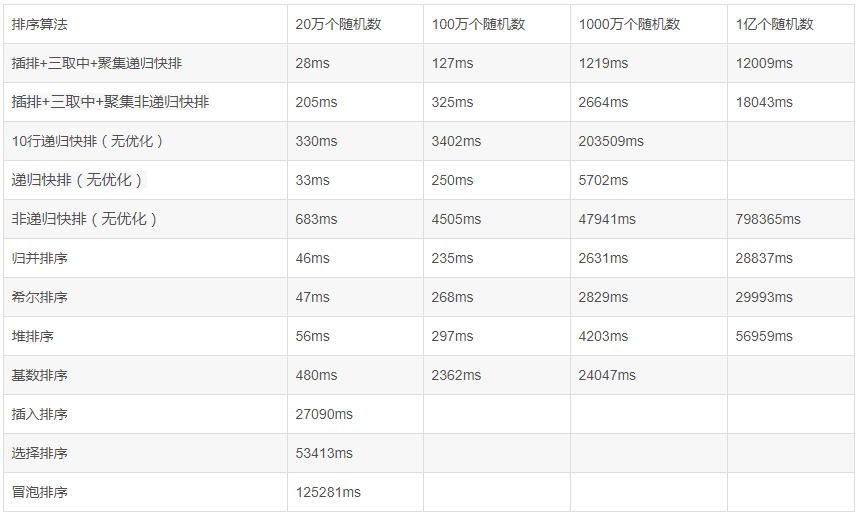 排序算法 20万个随机数 100万个随机数 1000万个随机数 1亿个随机数
插排+三取中+聚集递归快排 28ms 127ms 1219ms 12009ms
插排+三取中+聚集非递归快排 205ms 325ms 2664ms 18043ms
10行递归快排（无优化） 330ms 3402ms 203509ms
递归快排（无优化） 33ms 250ms 5702ms
非递归快排（无优化） 683ms 4505ms 47941ms 798365ms
归并排序 46ms 235ms 2631ms 28837ms
希尔排序 47ms 268ms 2829ms 29993ms
堆排序 56ms 297ms 4203ms 56959ms
基数排序 480ms 2362ms 24047ms
插入排序 27090ms
选择排序 53413ms
冒泡排序 125281ms